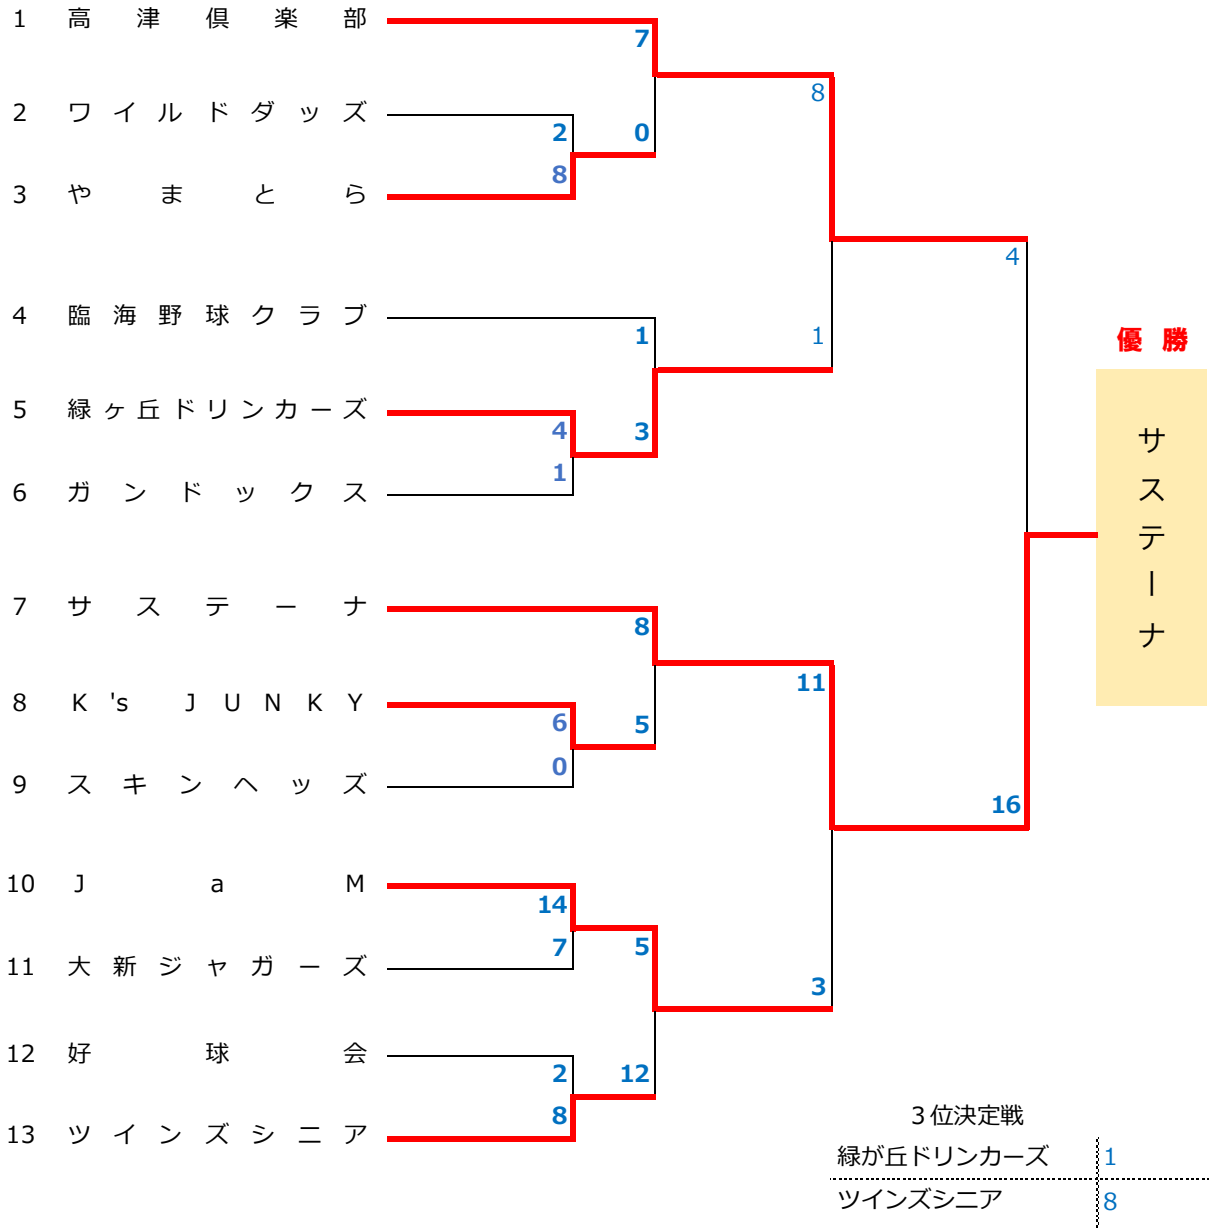 1 高津倶楽部
7
8
2 ワイルドダッズ
2
0
8
3 やまとら
4
4 臨海野球クラブ
1
1
優勝
サステーナ
5 緑ヶ丘ドリンカーズ
4
3
1
6 ガンドックス
7 サステーナ
8
11
8 K's JUNKY
6
5
0
9 スキンヘッズ
16
10 JaM
14
7
5
11 大新ジャガーズ
3
12 好球会
2
12
8
13 ツインズシニア
３位決定戦
緑が丘ドリンカーズ 1
ツインズシニア 8